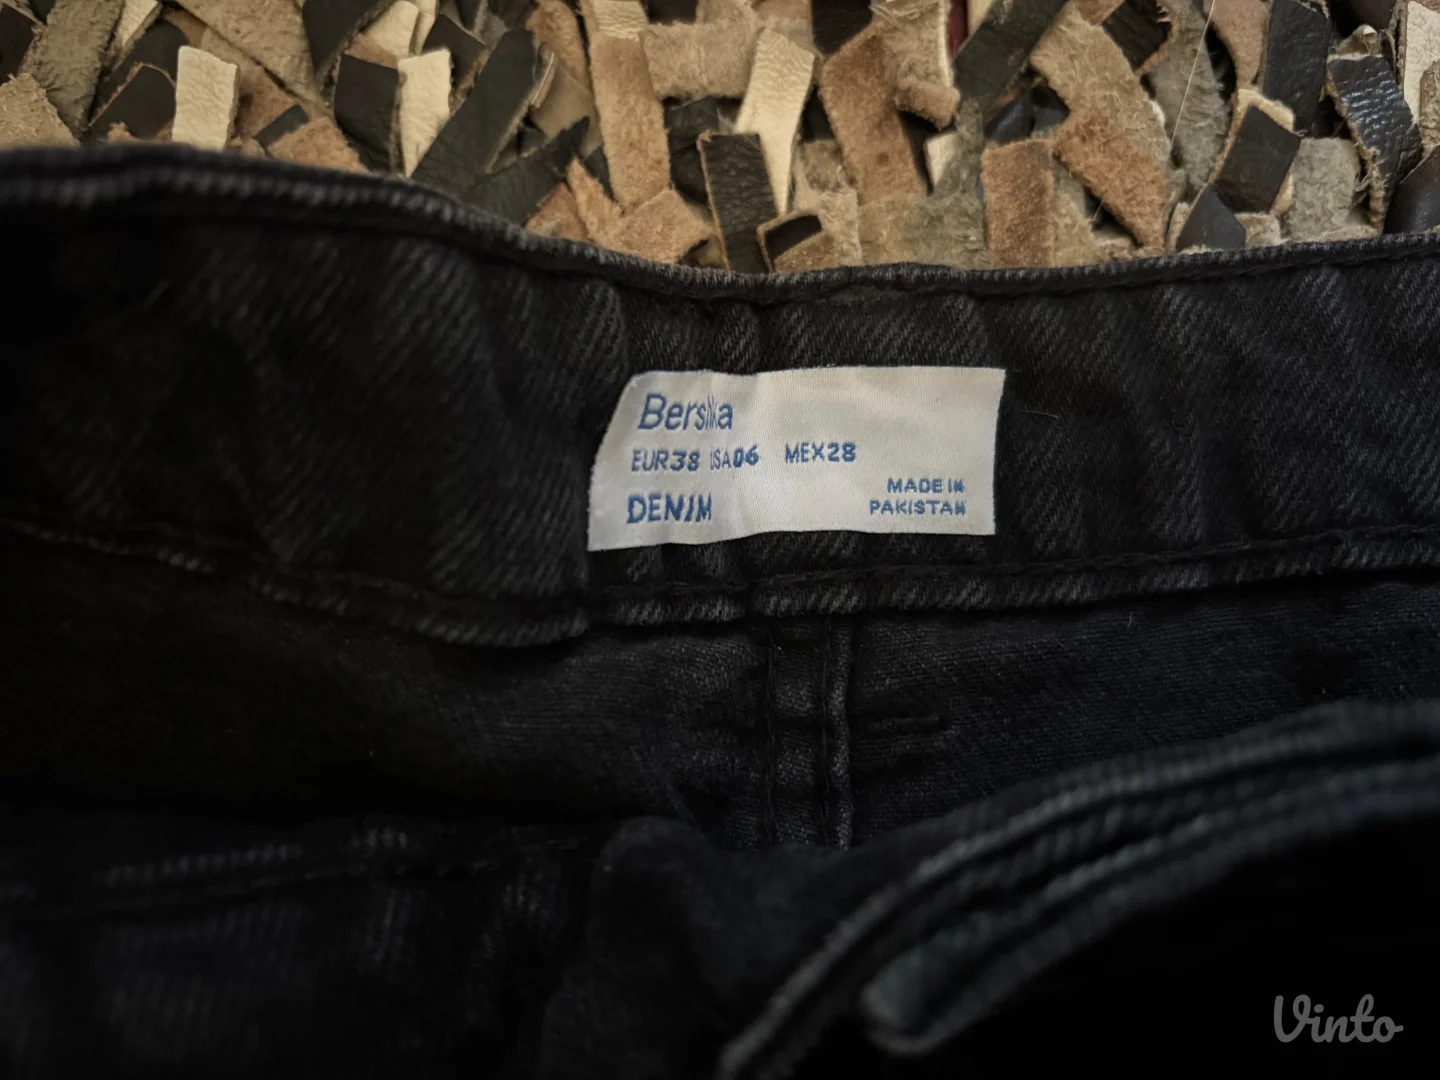 Bershka
EUR38 USA06 MEX28
DENIM
MADE IN
PAKISTAN
Vinto